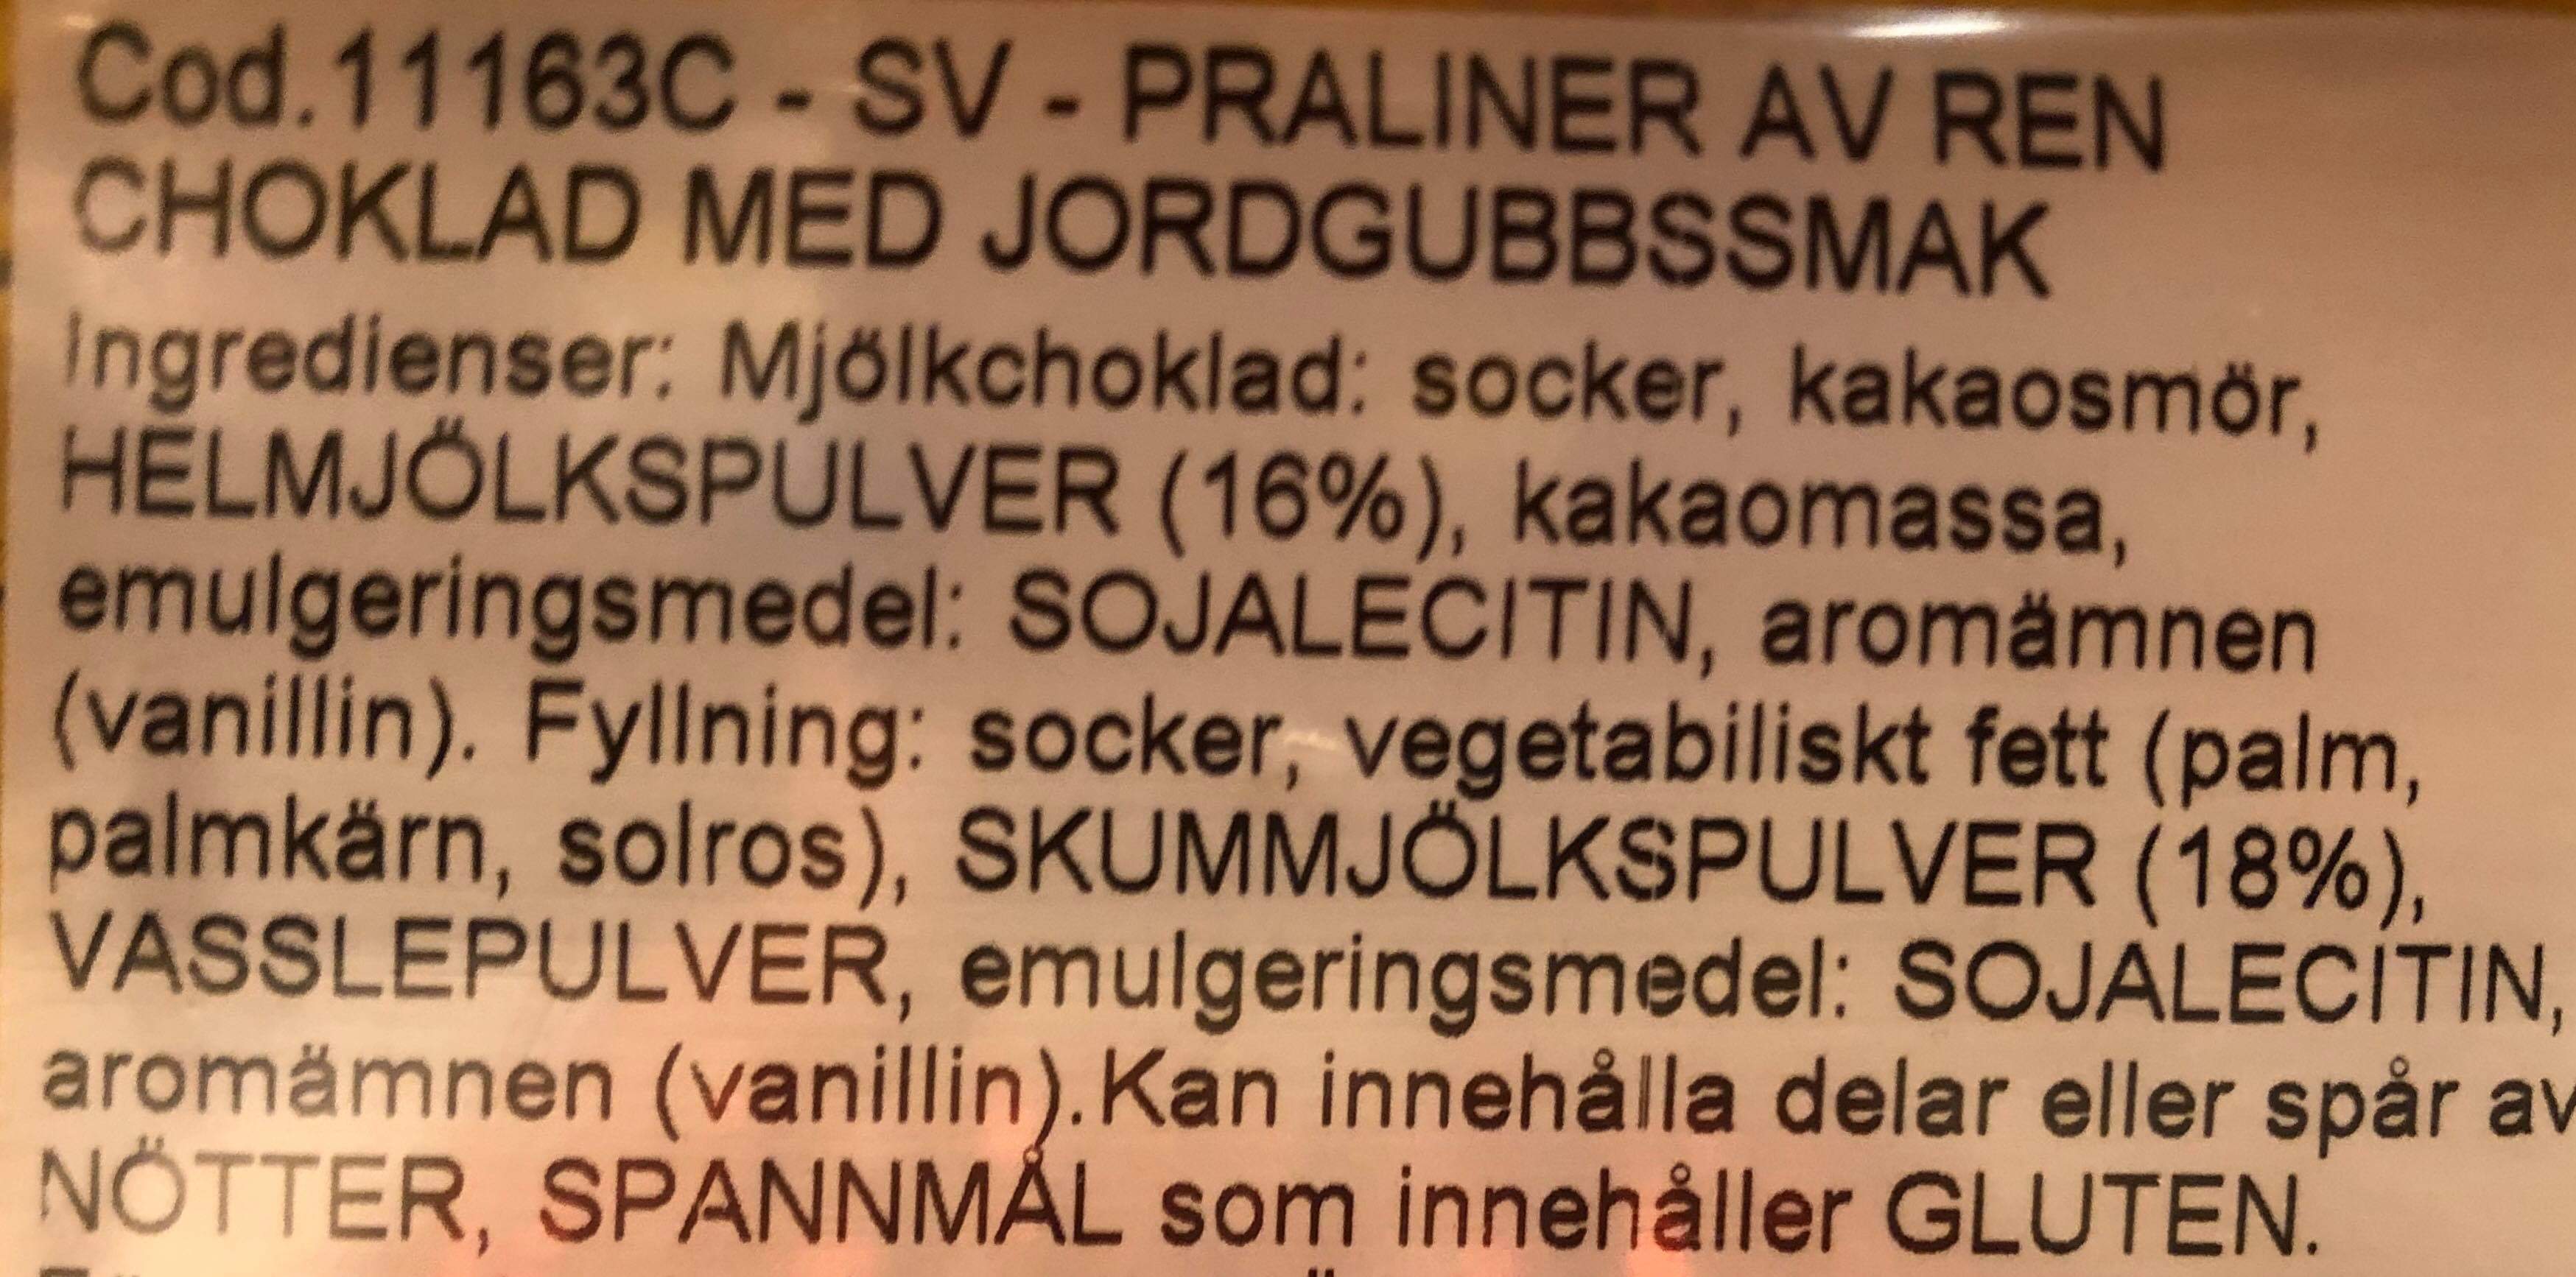 Cod.11163C - SV - PRALINER AV REN
CHOKLAD MED JORDGUBBSSMAK
Ingredienser: Mjölkchoklad: socker, kakaosmör,
HELMJÖLKSPULVER (16%), kakaomassa,
emulgeringsmedel: SOJALECITIN, aromämnen
(vanillin). Fyllning: socker, vegetabiliskt fett (palm,
palmkärn, solros), SKUMMJÖLKSPULVER (18%),
VASSLEPULVER, emulgeringsmedel: SOJALECITIN,
aromämnen (vanillin).Kan innehålla delar eller spår av
NÖTTER, SPANNMÅL som innehåller GLUTEN.